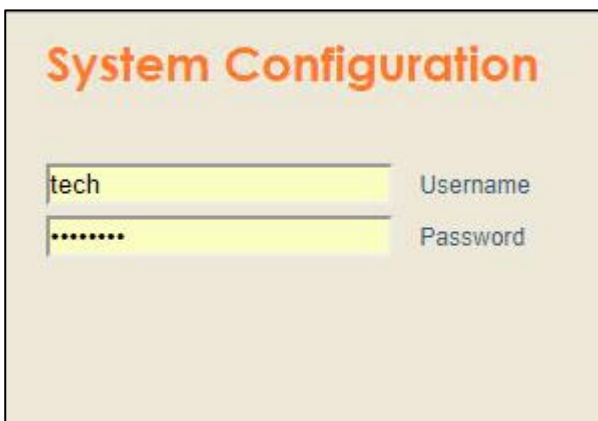 System Configuration
tech Username
•••••••• Password